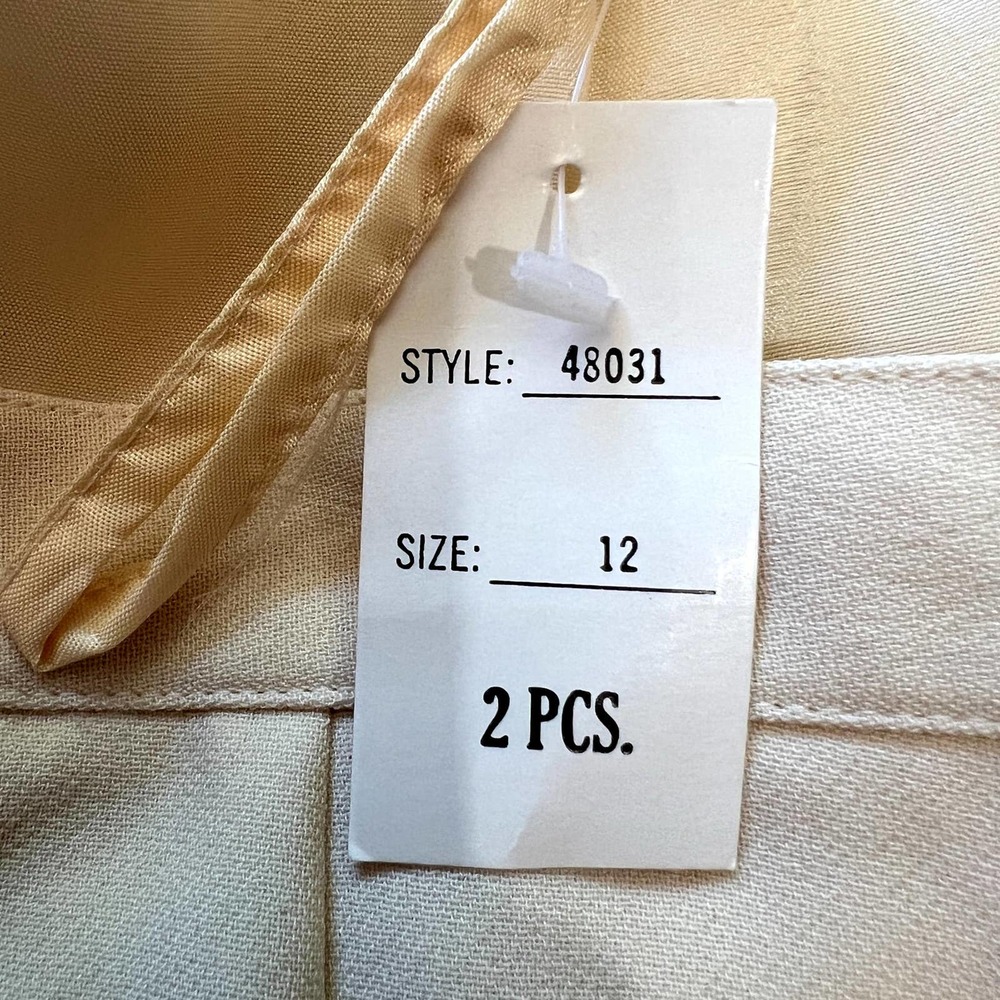 STYLE: 48031
SIZE: 12
2 PCS.